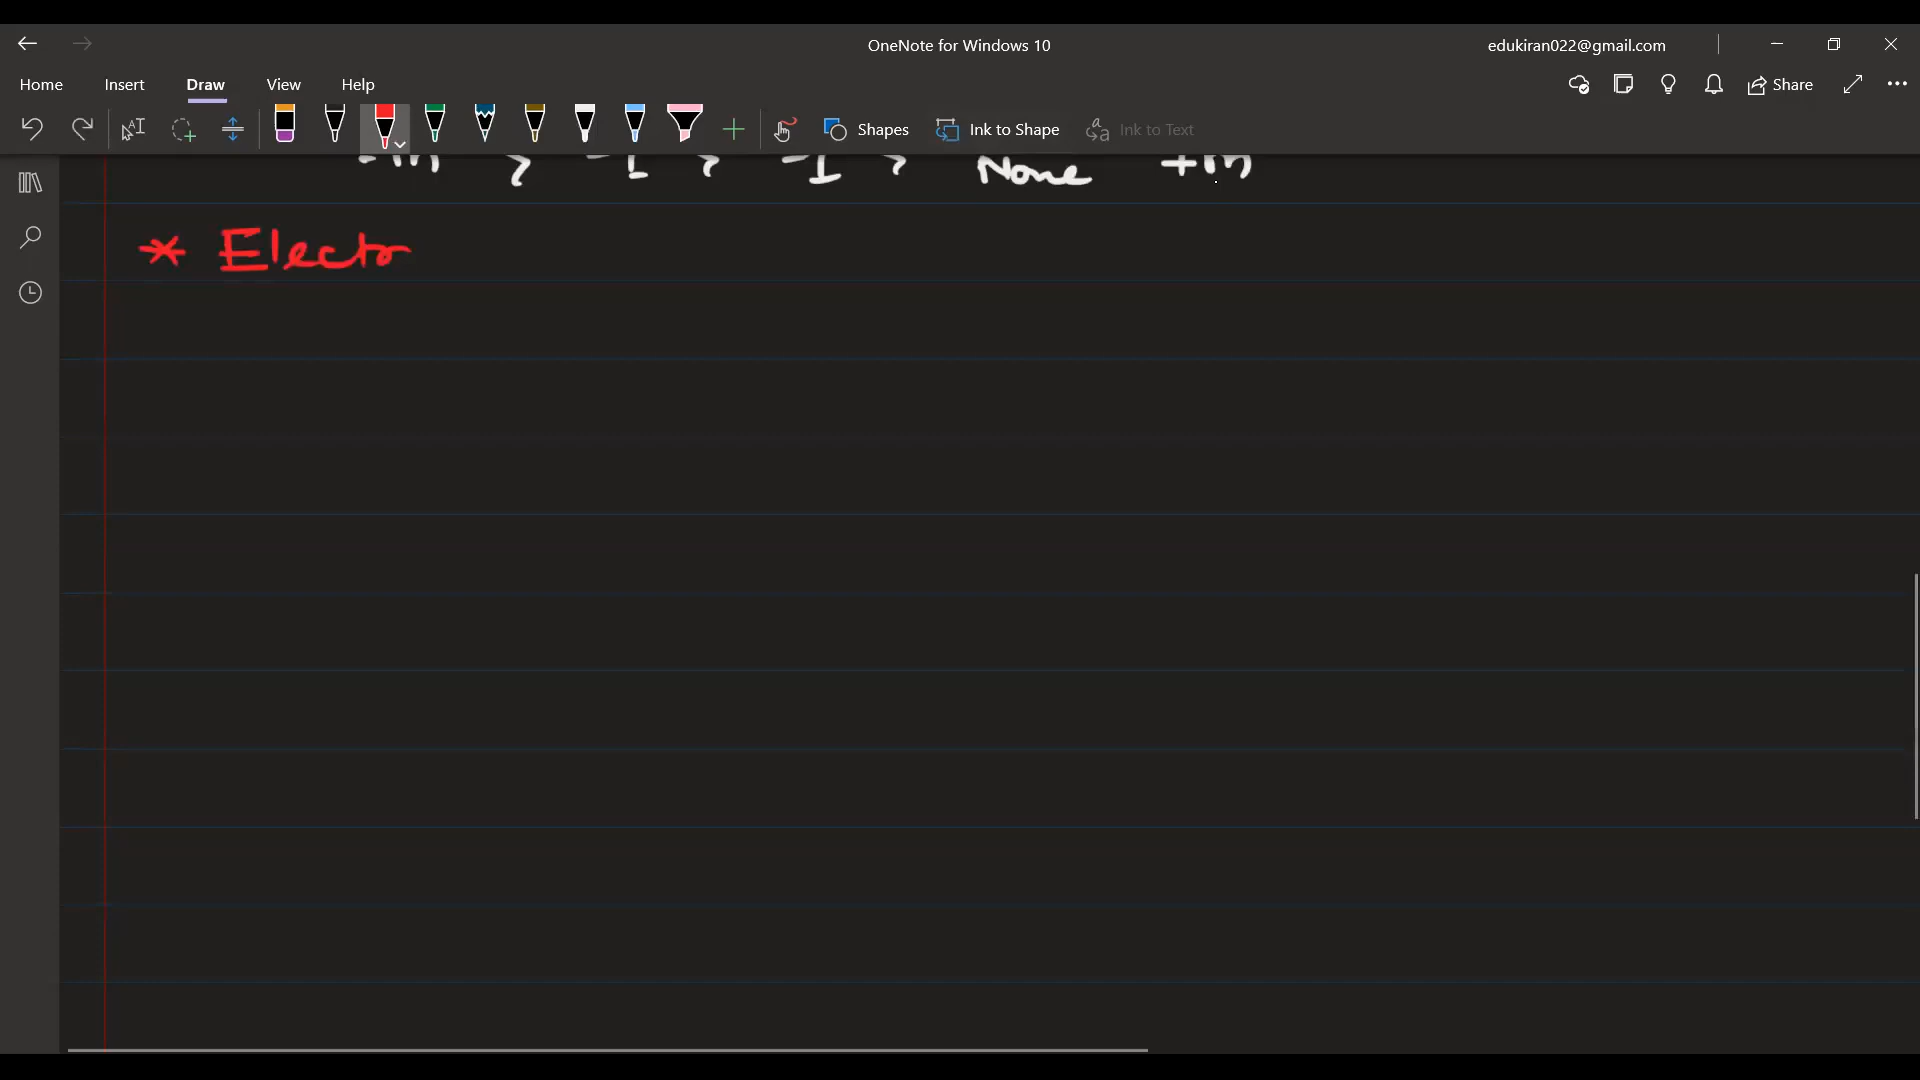 OneNote for Windows 10
edukiran022@gmail.com
Home Insert Draw View Help
Share
Shapes Ink to Shape Ink to Text
-m > -I > -I > None +m
* Electr